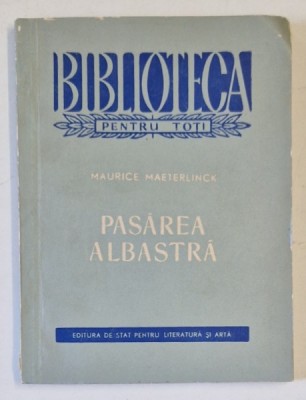 BIBLIOTECA
PENTRU TOȚI
MAURICE MAETERLINCK
PASĂREA
ALBASTRĂ
EDITURA DE STAT PENTRU LITERATURĂ ȘI ARTĂ